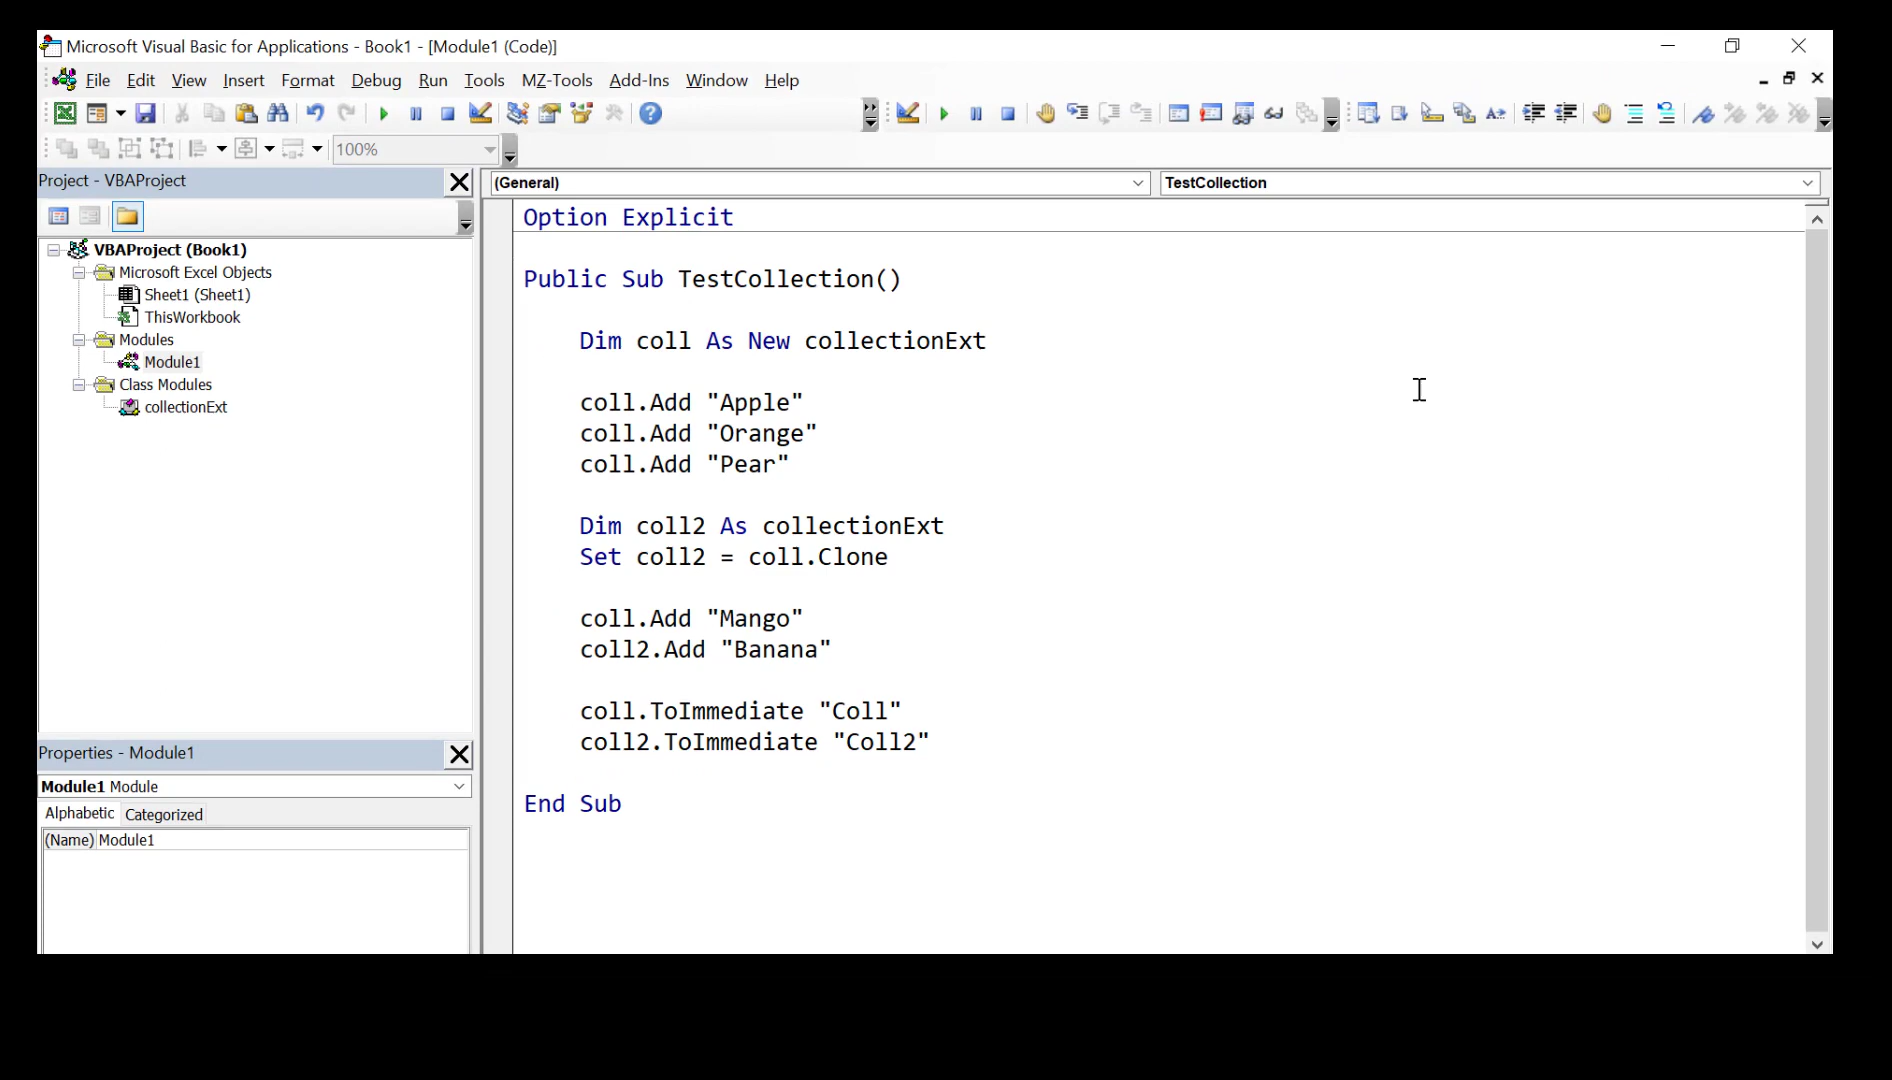 Microsoft Visual Basic for Applications - Book1 - [Module1 (Code)]
File Edit View Insert Format Debug Run Tools MZ-Tools Add-Ins Window Help
100%
Project - VBAProject
(General)
TestCollection
VBAProject (Book1)
Microsoft Excel Objects
Sheet1 (Sheet1)
ThisWorkbook
Modules
Module1
Class Modules
collectionExt
Properties - Module1
Module1 Module
Alphabetic Categorized
(Name) Module1
Option Explicit
Public Sub TestCollection()
Dim coll As New collectionExt
coll.Add "Apple"
coll.Add "Orange"
coll.Add "Pear"
Dim coll2 As collectionExt
Set coll2 = coll.Clone
coll.Add "Mango"
coll2.Add "Banana"
coll.ToImmediate "Coll"
coll2.ToImmediate "Coll2"
End Sub